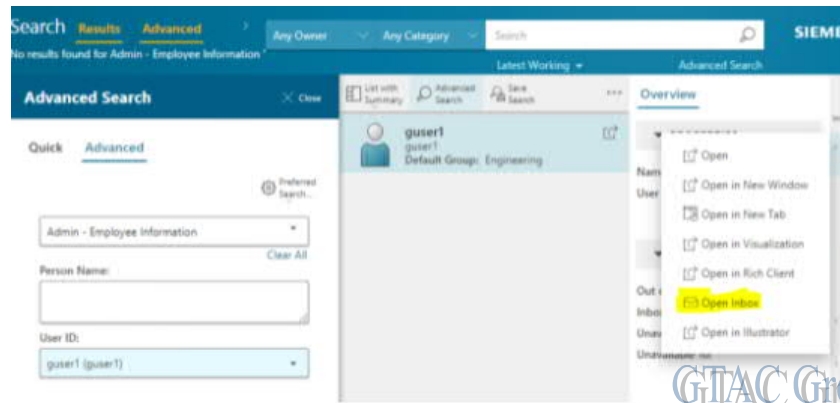 Search Results Advanced
No results found for Admin - Employee Information
Any Owner
Any Category
Search
SIEME
Latest Working
Advanced Search
Advanced Search
Close
Quick Advanced
Preferred
Search...
Admin - Employee Information
Clear All
Person Name:
User ID:
guser1 (guser1)
List with
Summary
Advanced
Search
Save
Search
...
guser1
guser1
Default Group: Engineering
Overview
Nam
User
Out
Inbo
Unav
Open
Open in New Window
Open in New Tab
Open in Visualization
Open in Rich Client
Open Inbox
Open in Illustrator
GTAC Gr